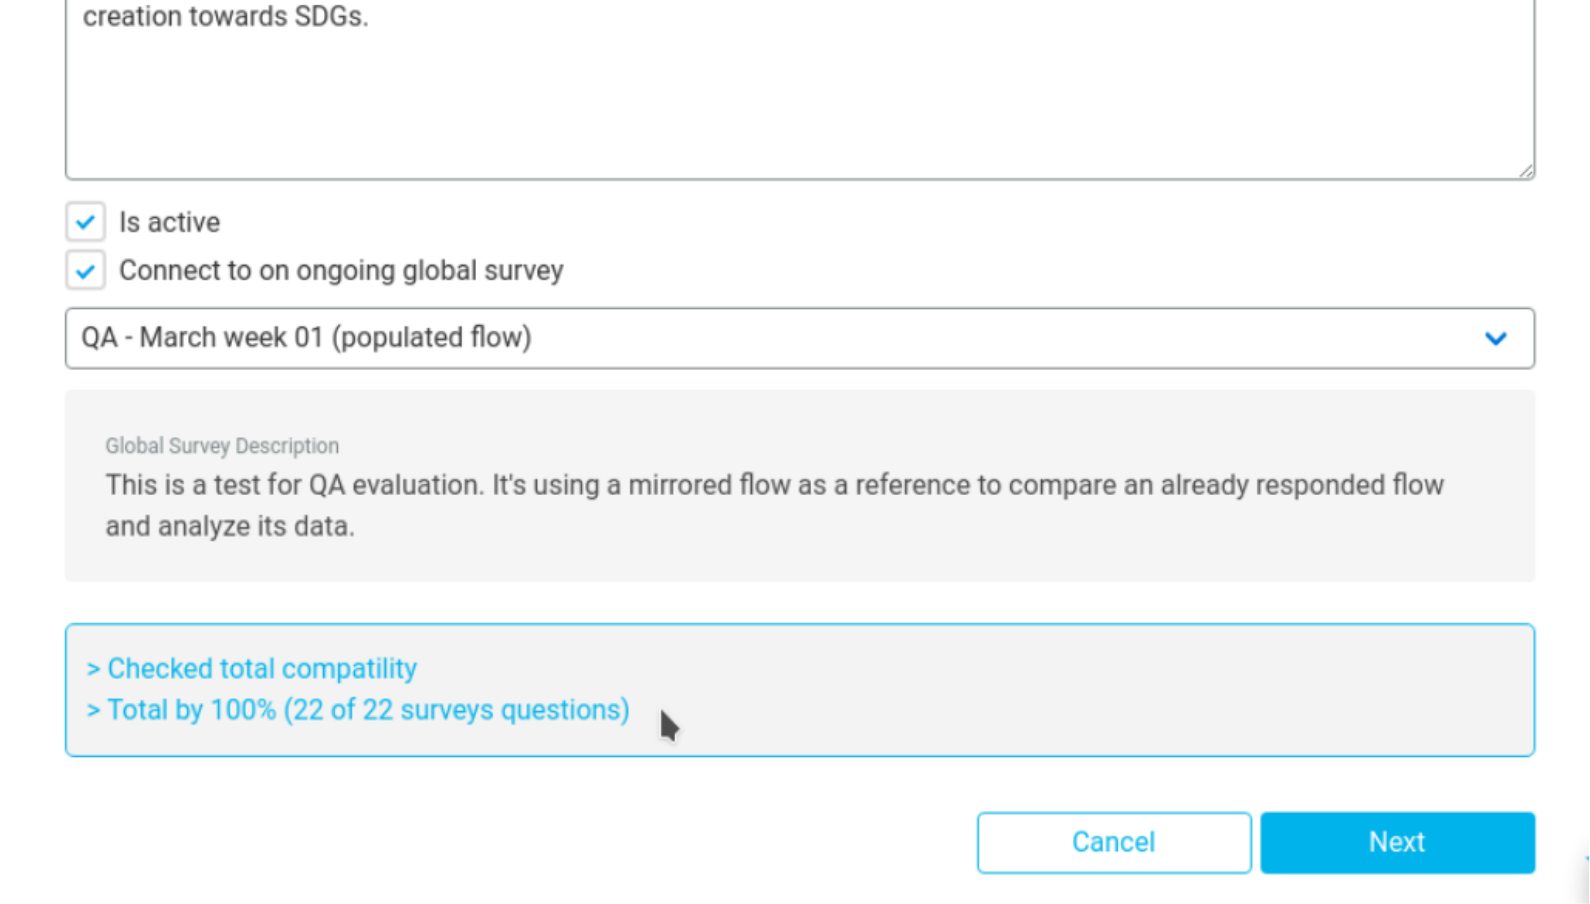 creation towards SDGs.
Is active
Connect to on ongoing global survey
QA - March week 01 (populated flow)
Global Survey Description
This is a test for QA evaluation. It's using a mirrored flow as a reference to compare an already responded flow
and analyze its data.
> Checked total compatility
> Total by 100% (22 of 22 surveys questions)
Cancel
Next